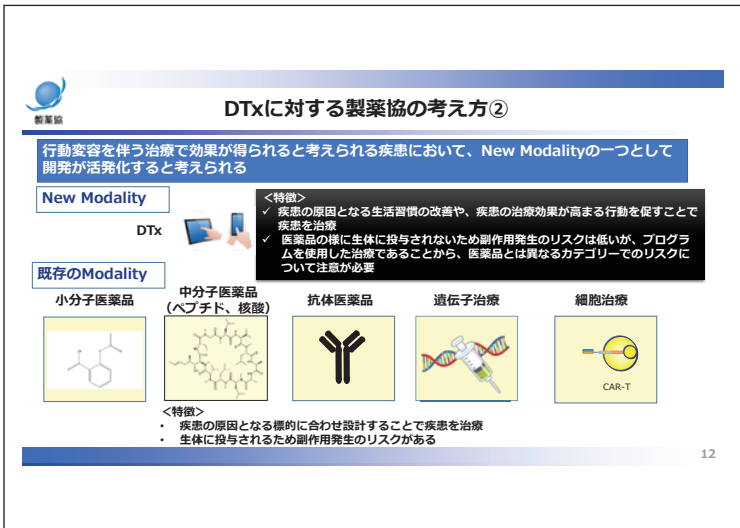 製薬協
DTxに対する製薬協の考え方②
行動変容を伴う治療で効果が得られると考えられる疾患において、New Modalityの一つとして
開発が活発化すると考えられる
New Modality
DTx
＜特徴＞
✓ 疾患の原因となる生活習慣の改善や、疾患の治療効果が高まる行動を促すことで
疾患を治療
✓ 医薬品の様に生体に投与されないため副作用発生のリスクは低いが、プログラ
ムを使用した治療であることから、医薬品とは異なるカテゴリーでのリスクに
ついて注意が必要
既存のModality
小分子医薬品
中分子医薬品
（ペプチド、核酸）
抗体医薬品
遺伝子治療
細胞治療
CAR-T
＜特徴＞
・ 疾患の原因となる標的に合わせ設計することで疾患を治療
・ 生体に投与されるため副作用発生のリスクがある
12